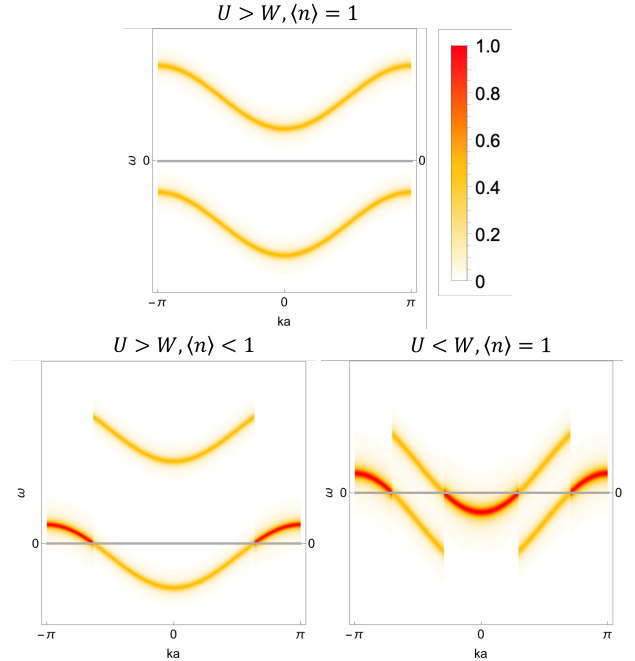 U > W, ⟨n⟩ = 1
1.0
0.8
0.6
0.4
0.2
0
ω 0 0
−π 0 π
ka
U > W, ⟨n⟩ < 1 U < W, ⟨n⟩ = 1
ω
0 0 ω 0 0
−π 0 π −π 0 π
ka ka